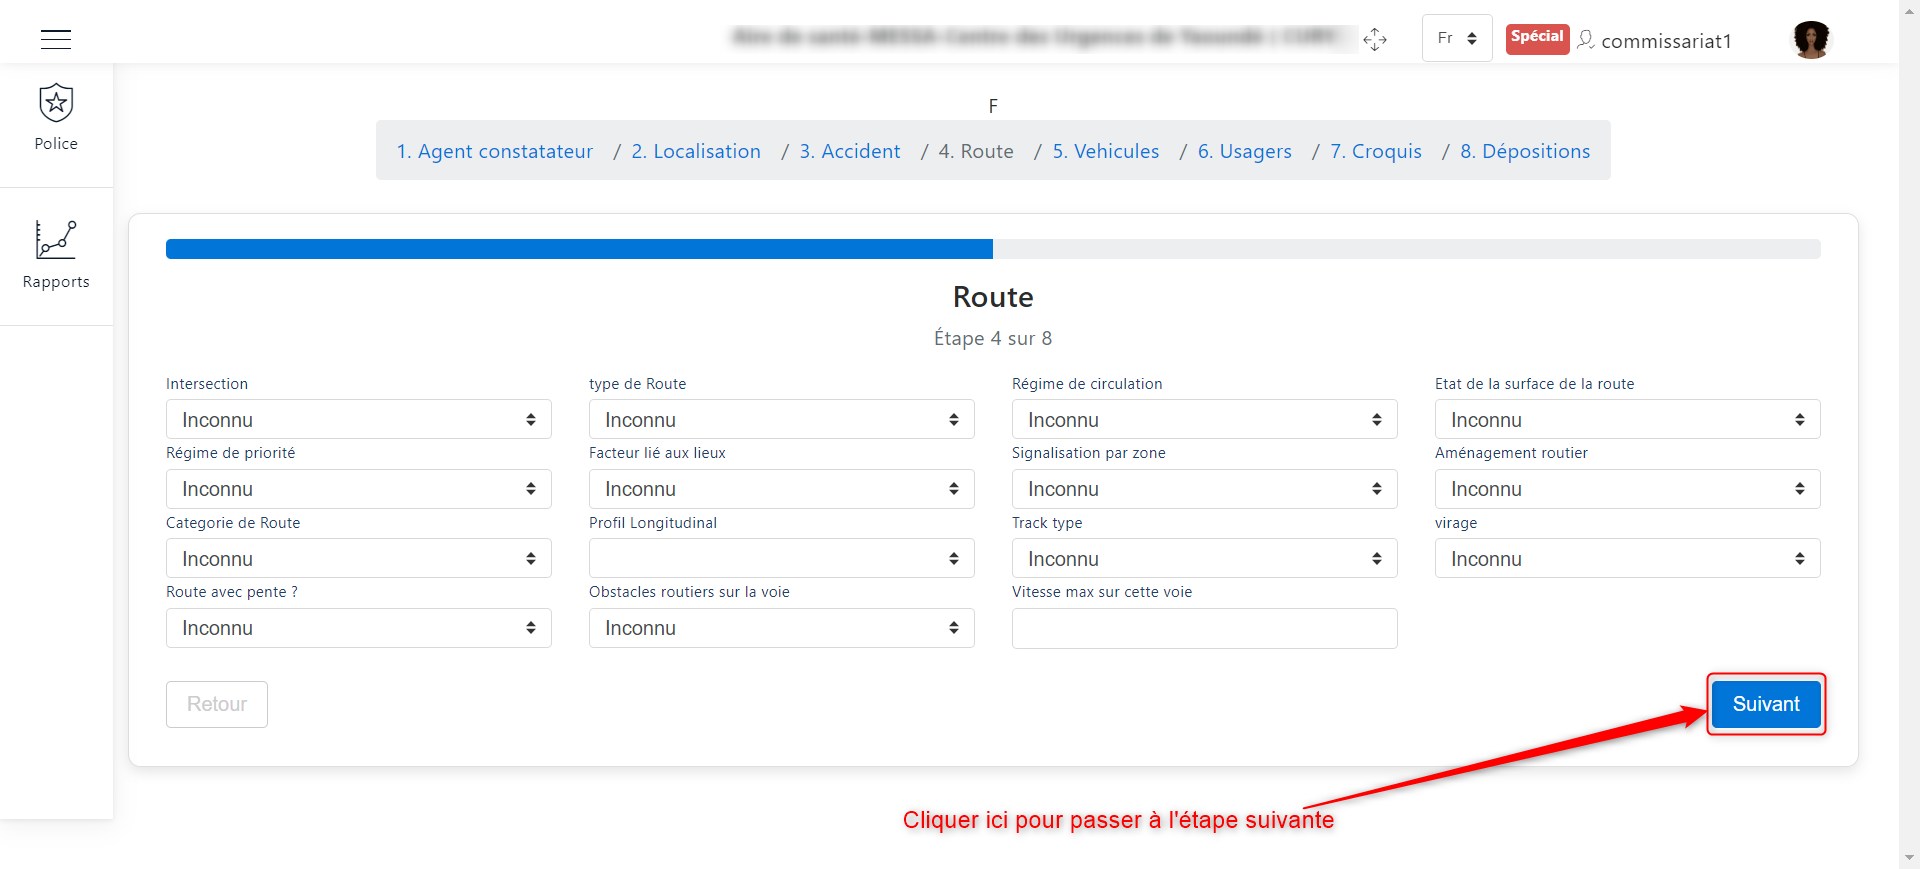 Fr
Spécial
commissariat1
Police
Rapports
F
1. Agent constatateur / 2. Localisation / 3. Accident / 4. Route / 5. Vehicules / 6. Usagers / 7. Croquis / 8. Dépositions
Route
Étape 4 sur 8
Intersection
Inconnu
type de Route
Inconnu
Régime de circulation
Inconnu
Etat de la surface de la route
Inconnu
Régime de priorité
Inconnu
Facteur lié aux lieux
Inconnu
Signalisation par zone
Inconnu
Aménagement routier
Inconnu
Categorie de Route
Inconnu
Profil Longitudinal
Track type
Inconnu
virage
Inconnu
Route avec pente ?
Inconnu
Obstacles routiers sur la voie
Inconnu
Vitesse max sur cette voie
Retour
Suivant
Cliquer ici pour passer à l'étape suivante